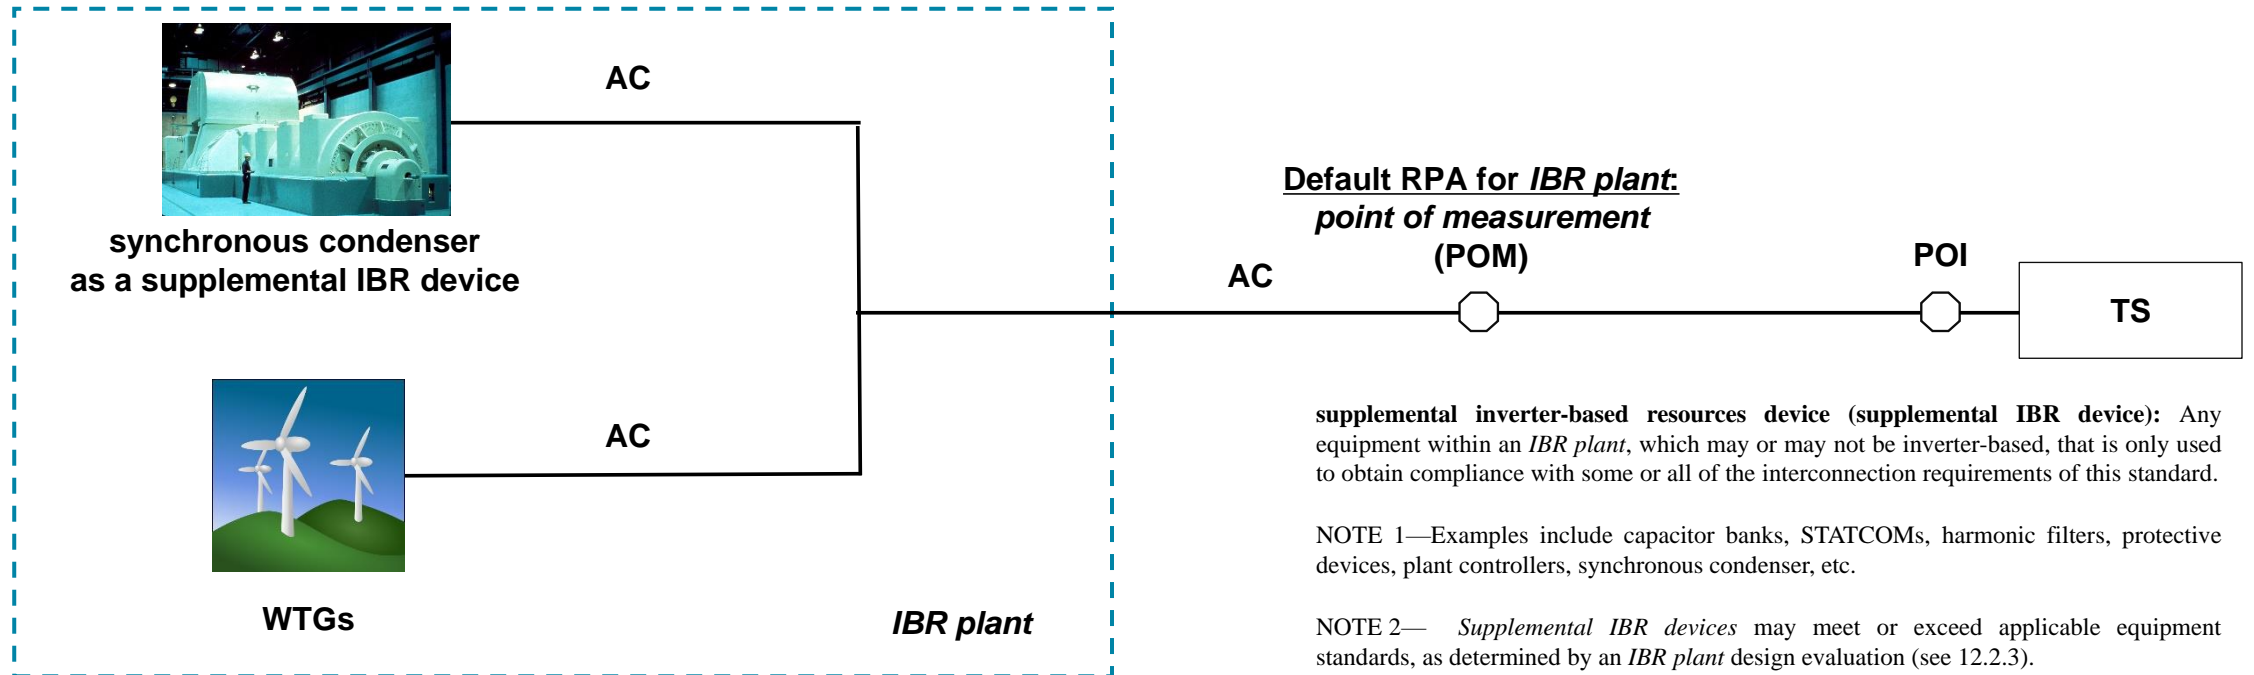 AC
synchronous condenser
as a supplemental IBR device
AC
WTGs
IBR plant
Default RPA for IBR plant:
point of measurement
(POM)
AC
POI
TS
supplemental inverter-based resources device (supplemental IBR device): Any
equipment within an IBR plant, which may or may not be inverter-based, that is only used
to obtain compliance with some or all of the interconnection requirements of this standard.
NOTE 1—Examples include capacitor banks, STATCOMs, harmonic filters, protective
devices, plant controllers, synchronous condenser, etc.
NOTE 2— Supplemental IBR devices may meet or exceed applicable equipment
standards, as determined by an IBR plant design evaluation (see 12.2.3).